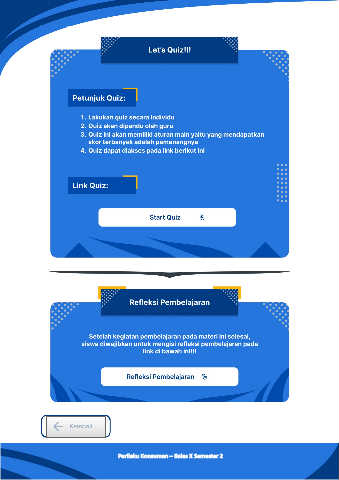 Let's Quiz!!!
Petunjuk Quiz:
1. Lakukan quiz secara individu
2. Quiz akan dipandu oleh guru
3. Quiz ini akan memiliki aturan main yaitu yang mendapatkan
skor terbanyak adalah pemenangnya
4. Quiz dapat diakses pada link berikut ini
Link Quiz:
Start Quiz
Refleksi Pembelajaran
Setelah kegiatan pembelajaran pada materi ini selesai,
siswa diwajibkan untuk mengisi refleksi pembelajaran pada
link di bawah ini!!!
Refleksi Pembelajaran
Kembali
Perilaku Konsumen – Kelas X Semester 2